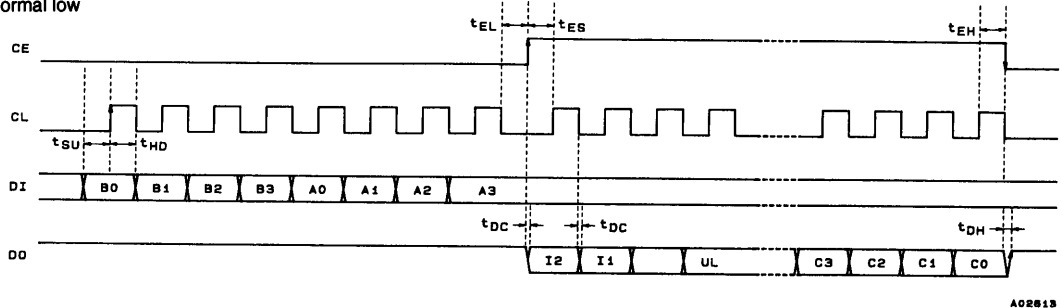 ormal low
tEL tES tEH
CE
CL
tSU tHD
DI B0 B1 B2 B3 A0 A1 A2 A3
tDC tDC tDH
DO I2 I1 UL C3 C2 C1 C0
A02613